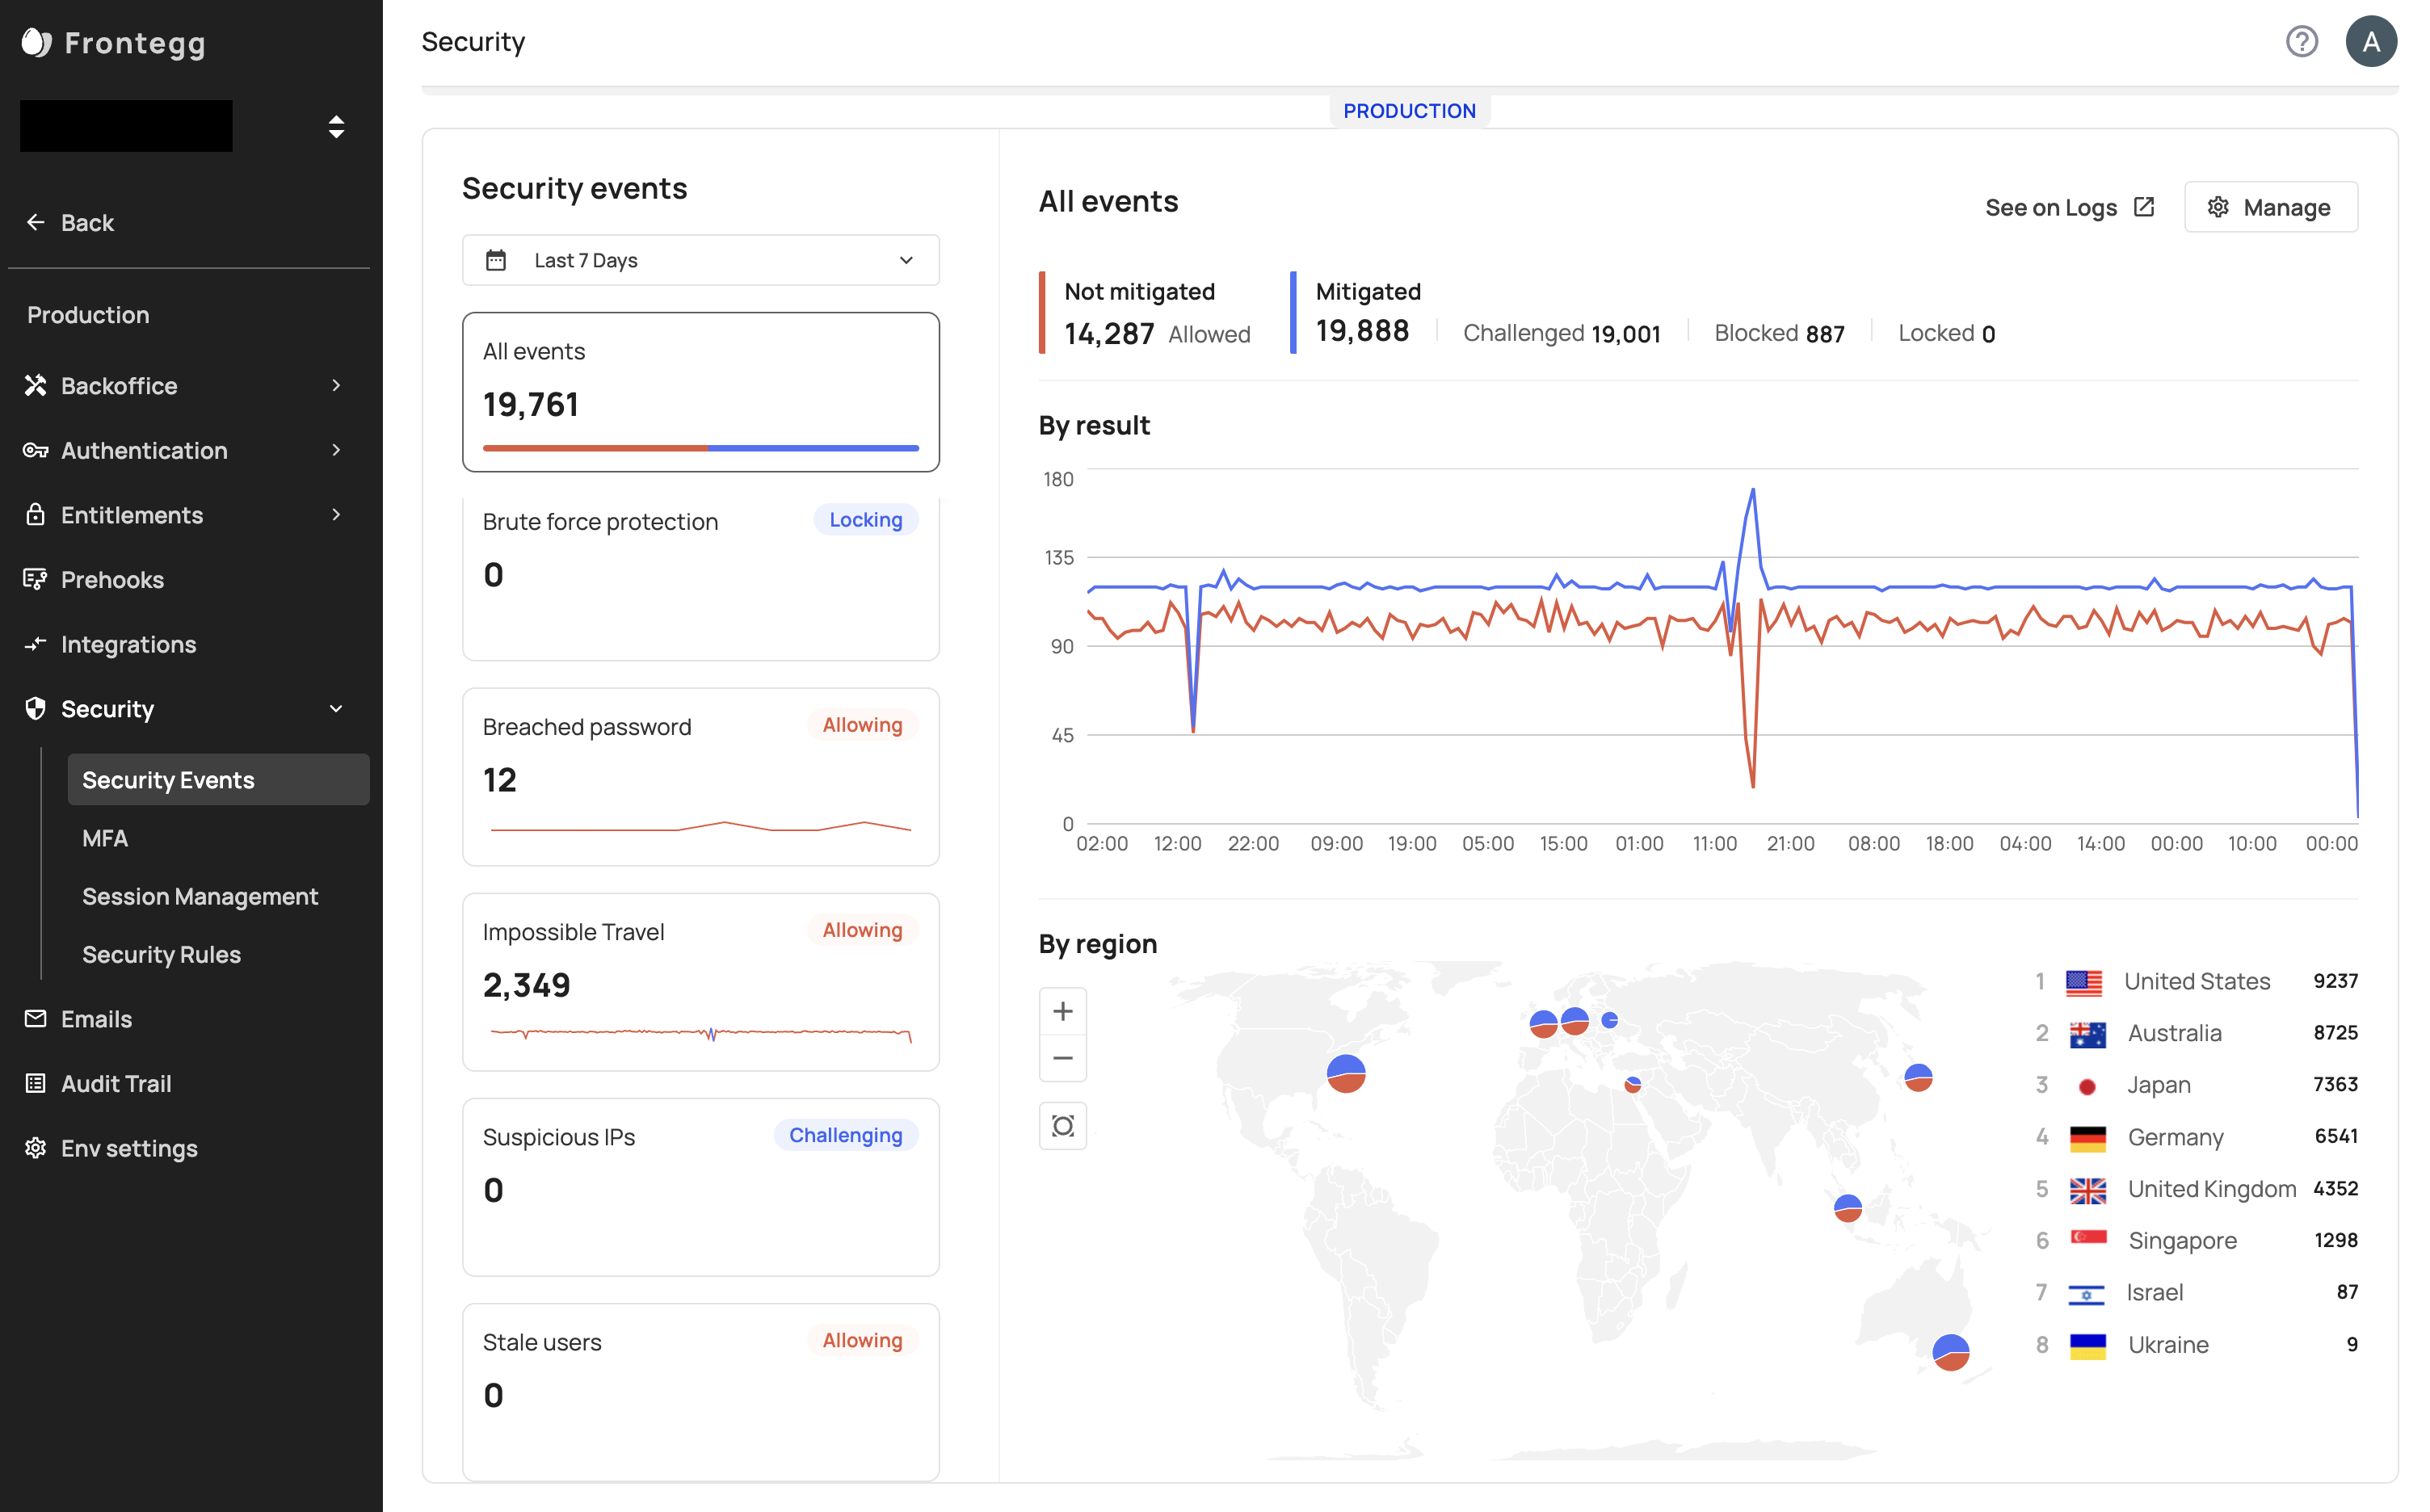 Frontegg
Back
Production
Backoffice
Authentication
Entitlements
Prehooks
Integrations
Security
Security Events
MFA
Session Management
Security Rules
Emails
Audit Trail
Env settings
Security
?
A
PRODUCTION
Security events
Last 7 Days
All events
19,761
Brute force protection Locking
0
Breached password Allowing
12
Impossible Travel Allowing
2,349
Suspicious IPs Challenging
0
Stale users Allowing
0
All events
See on Logs Manage
Not mitigated
14,287 Allowed
Mitigated
19,888 Challenged 19,001 Blocked 887 Locked 0
By result
180
135
90
45
0
02:00 12:00 22:00 09:00 19:00 05:00 15:00 01:00 11:00 21:00 08:00 18:00 04:00 14:00 00:00 10:00 00:00
By region
+
−
1 United States 9237
2 Australia 8725
3 Japan 7363
4 Germany 6541
5 United Kingdom 4352
6 Singapore 1298
7 Israel 87
8 Ukraine 9